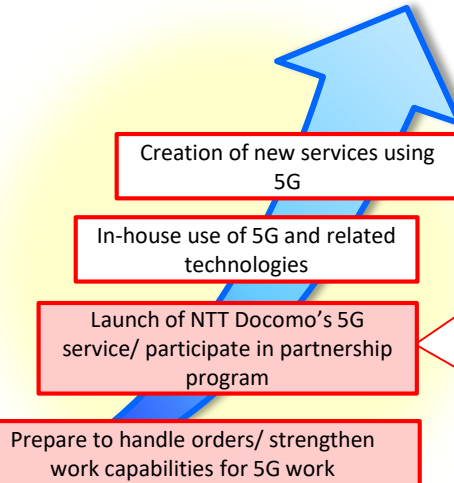 Creation of new services using
5G
In-house use of 5G and related
technologies
Launch of NTT Docomo’s 5G
service/ participate in partnership
program
Prepare to handle orders/ strengthen
work capabilities for 5G work